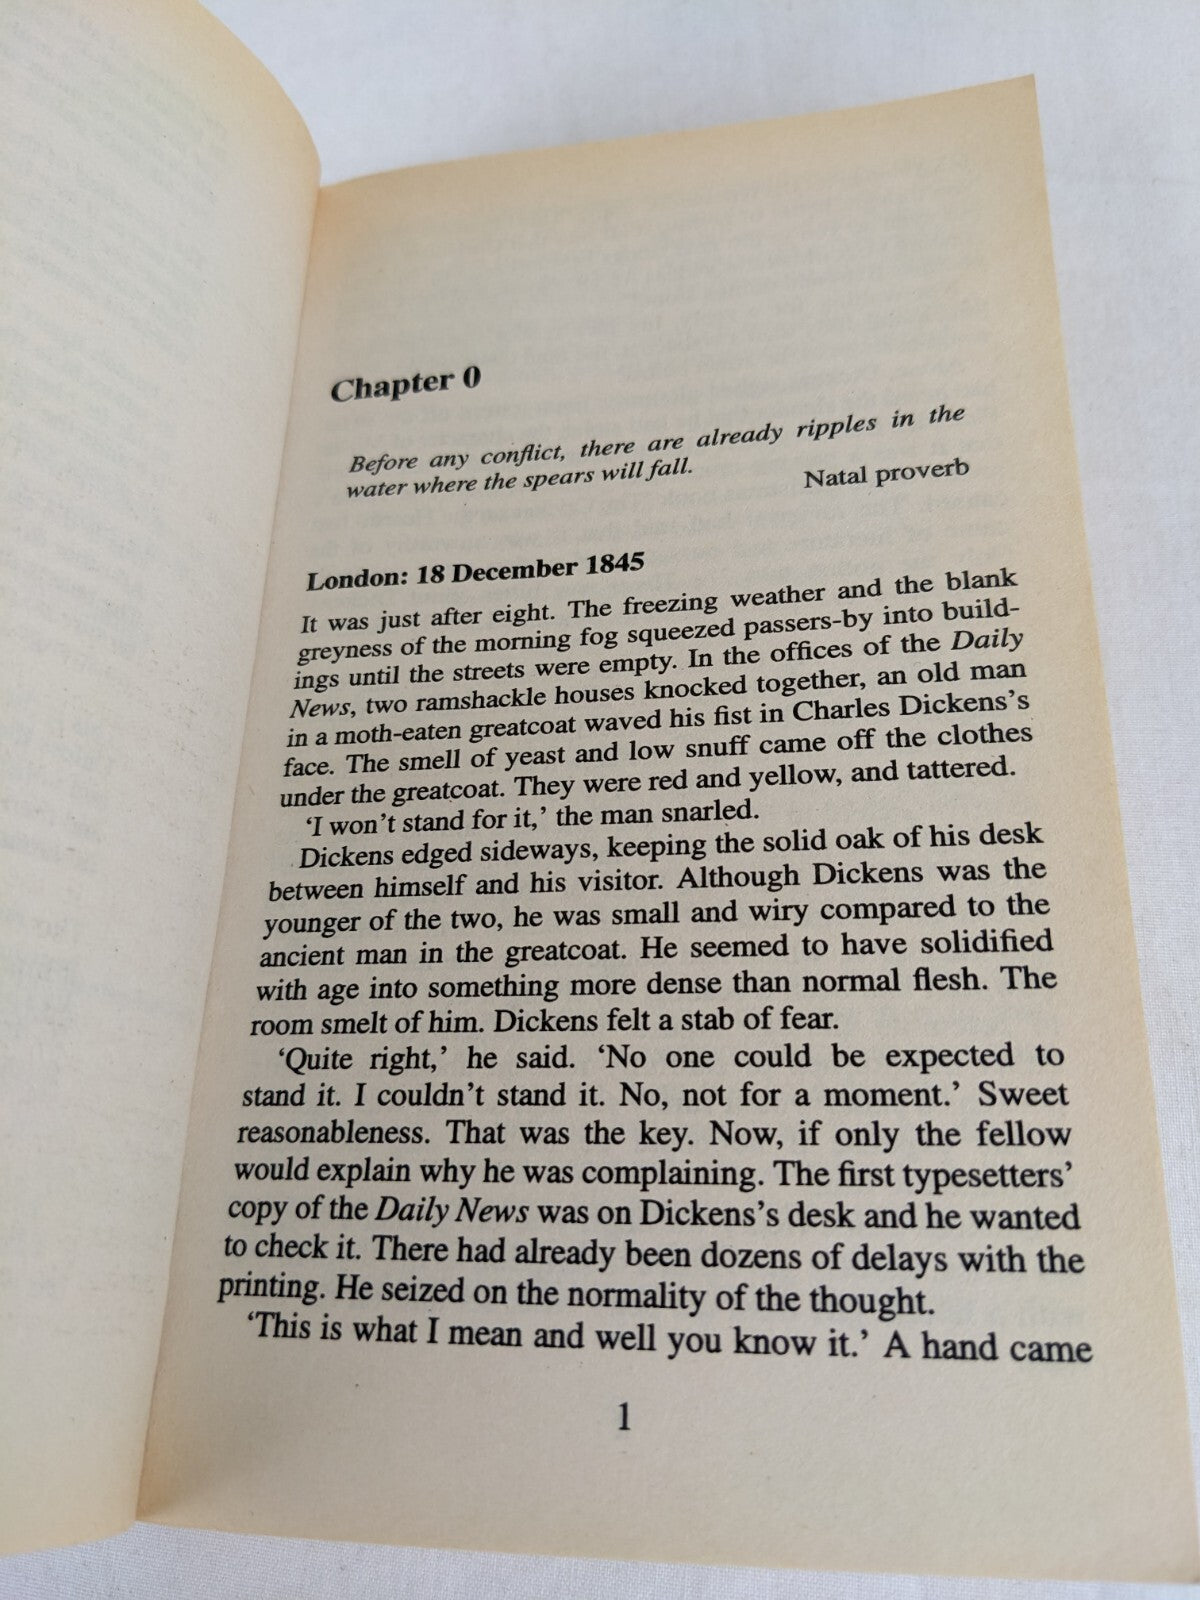 Chapter 0
Before any conflict, there are already ripples in the
water where the spears will fall.
Natal proverb
London: 18 December 1845
It was just after eight. The freezing weather and the blank
greyness of the morning fog squeezed passers-by into build-
ings until the streets were empty. In the offices of the Daily
News, two ramshackle houses knocked together, an old man
in a moth-eaten greatcoat waved his fist in Charles Dickens's
face. The smell of yeast and low snuff came off the clothes
under the greatcoat. They were red and yellow, and tattered.
‘I won’t stand for it,’ the man snarled.
Dickens edged sideways, keeping the solid oak of his desk
between himself and his visitor. Although Dickens was the
younger of the two, he was small and wiry compared to the
ancient man in the greatcoat. He seemed to have solidified
with age into something more dense than normal flesh. The
room smelt of him. Dickens felt a stab of fear.
‘Quite right,’ he said. ‘No one could be expected to
stand it. I couldn’t stand it. No, not for a moment.’ Sweet
reasonableness. That was the key. Now, if only the fellow
would explain why he was complaining. The first typesetters’
copy of the Daily News was on Dickens’s desk and he wanted
to check it. There had already been dozens of delays with the
printing. He seized on the normality of the thought.
‘This is what I mean and well you know it.’ A hand came
1